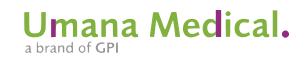 Umana Medical.
a brand of GPI